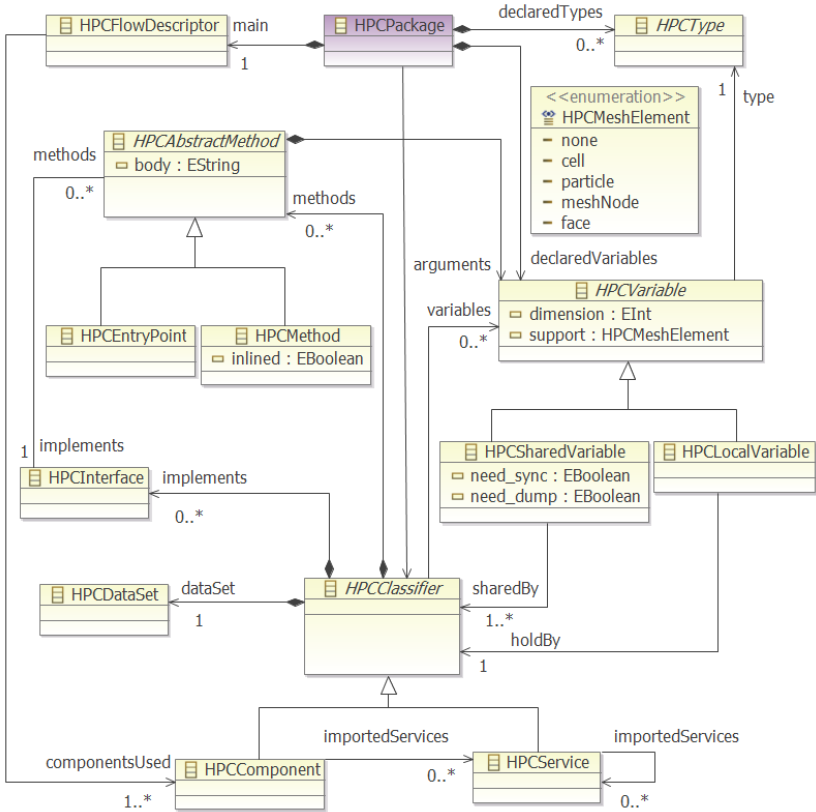 declaredTypes
HPCFlowDescriptor
main
HPCPackage
HPCType
1
0..*
1
type
<<enumeration>>
HPCMeshElement
none
cell
particle
meshNode
face
HPCAbstractMethod
body : EString
methods
0..*
methods
0..*
arguments
declaredVariables
HPCVariable
dimension : EInt
support : HPCMeshElement
variables
0..*
HPCEntryPoint
HPCMethod
inlined : EBoolean
1
implements
HPCInterface
implements
0..*
HPCSharedVariable
need_sync : EBoolean
need_dump : EBoolean
HPCLocalVariable
HPCDataSet
dataSet
1
HPCClassifier
sharedBy
1..*
holdBy
1
importedServices
importedServices
componentsUsed
1..*
HPCComponent
0..*
HPCService
0..*